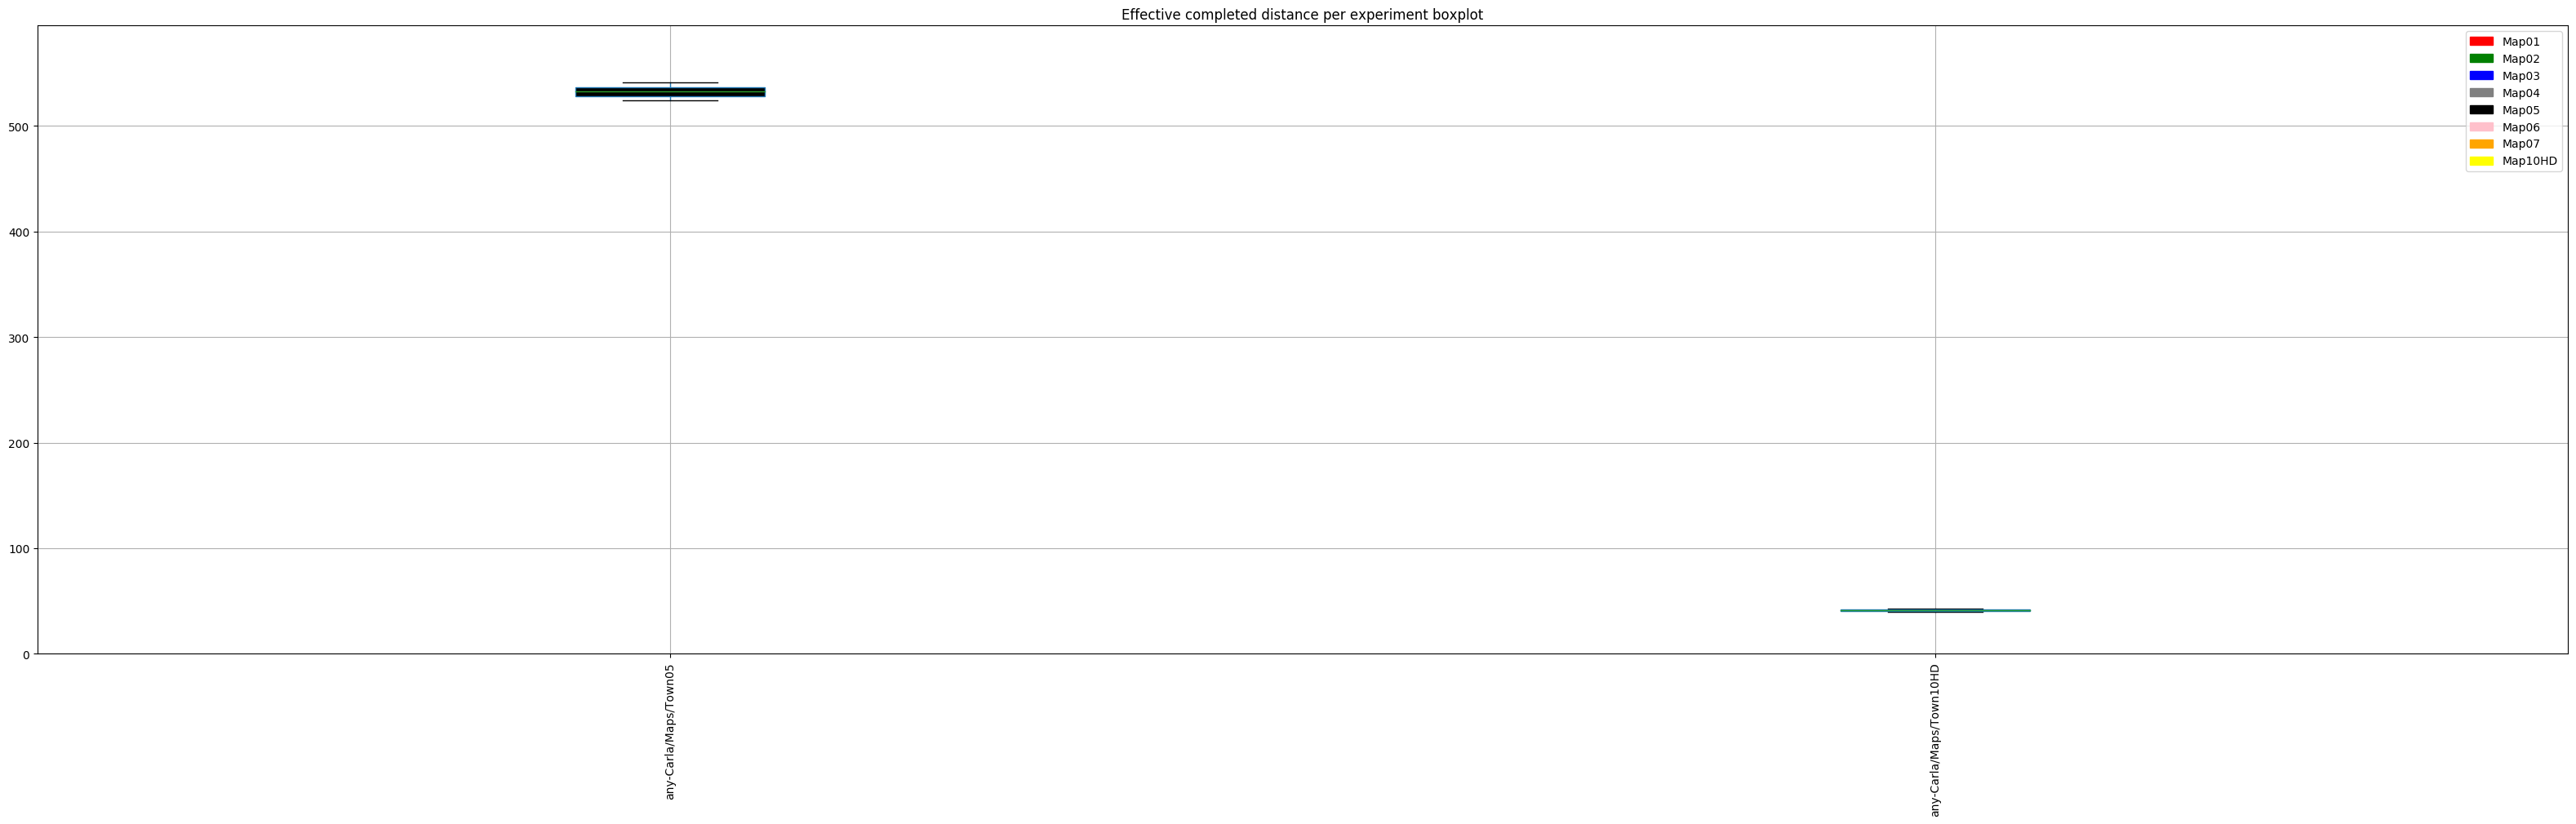 Effective completed distance per experiment boxplot
Map01
Map02
Map03
Map04
Map05
Map06
Map07
Map10HD
500
400
300
200
100
0
any-Carla/Maps/Town05
any-Carla/Maps/Town10HD